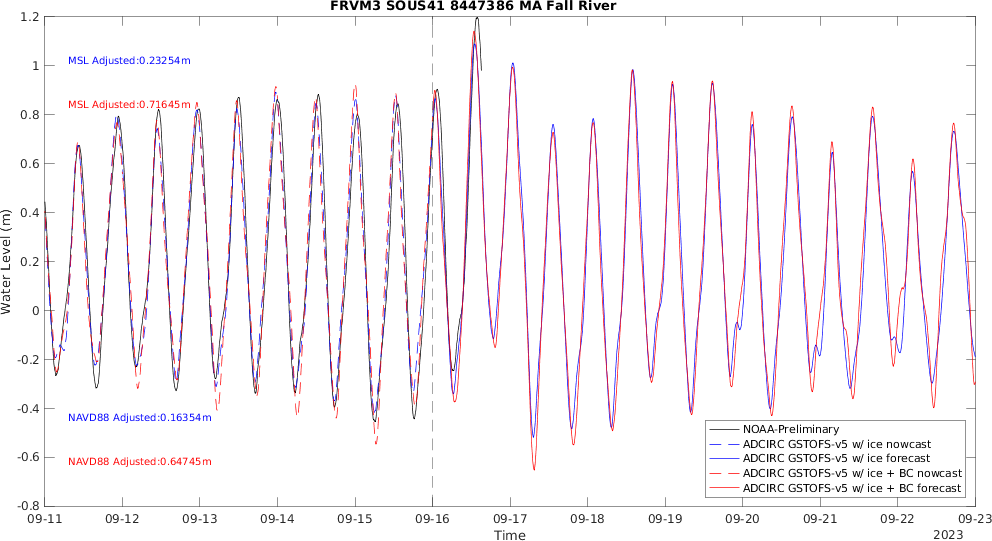 FRVM3 SOUS41 8447386 MA Fall River
1.2
1
0.8
0.6
0.4
0.2
0
-0.2
-0.4
-0.6
-0.8
Water Level (m)
MSL Adjusted:0.23254m
MSL Adjusted:0.71645m
NAVD88 Adjusted:0.16354m
NAVD88 Adjusted:0.64745m
NOAA-Preliminary
ADCIRC GSTOFS-v5 w/ ice nowcast
ADCIRC GSTOFS-v5 w/ ice forecast
ADCIRC GSTOFS-v5 w/ ice + BC nowcast
ADCIRC GSTOFS-v5 w/ ice + BC forecast
09-11 09-12 09-13 09-14 09-15 09-16 09-17 09-18 09-19 09-20 09-21 09-22 09-23
Time
2023